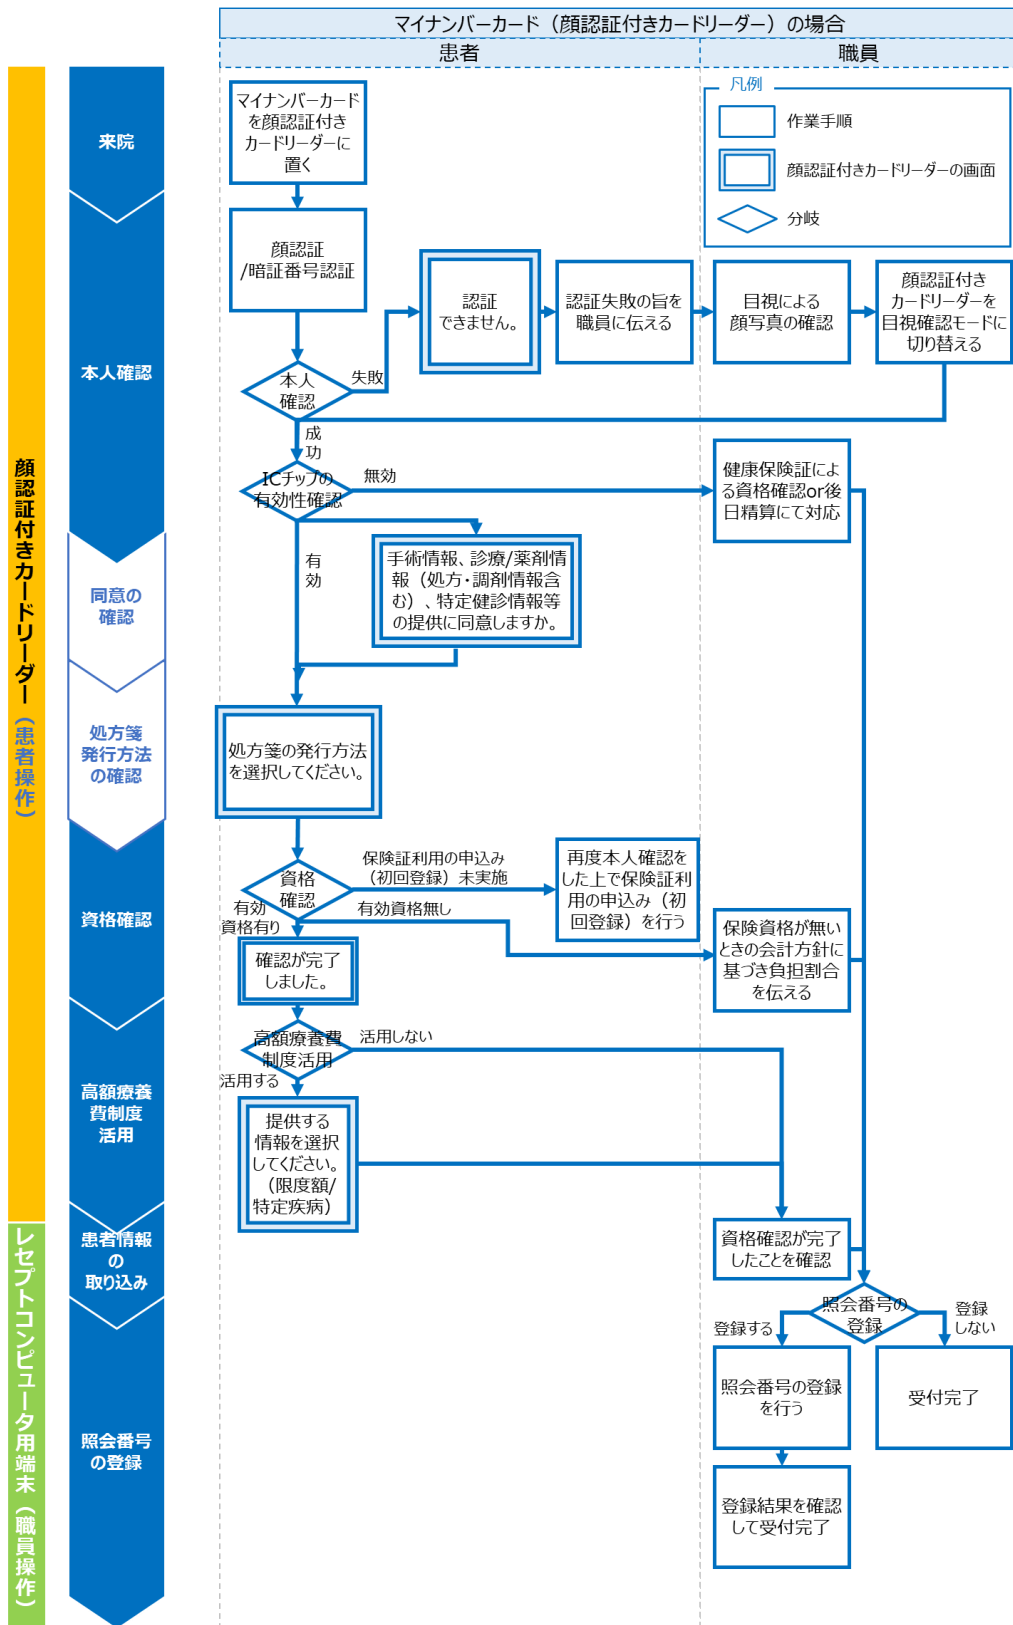 マイナンバーカード（顔認証付きカードリーダー）の場合
患者
職員
顔認証付きカードリーダー（患者操作）
レセプトコンピュータ用端末（職員操作）
来院
本人確認
同意の
確認
処方箋
発行方法
の確認
資格確認
高額療養
費制度
活用
患者情報
の
取り込み
照会番号
の登録
凡例
作業手順
顔認証付きカードリーダーの画面
分岐
マイナンバーカード
を顔認証付き
カードリーダーに
置く
顔認証
/暗証番号認証
認証
できません。
認証失敗の旨を
職員に伝える
目視による
顔写真の確認
顔認証付き
カードリーダーを
目視確認モードに
切り替える
本人
確認
失敗
成
功
ICチップの
有効性確認
無効
健康保険証によ
る資格確認or後
日精算にて対応
有
効
手術情報、診療/薬剤情
報（処方・調剤情報含
む）、特定健診情報等
の提供に同意しますか。
処方箋の発行方法
を選択してください。
資格
確認
保険証利用の申込み
（初回登録）未実施
再度本人確認を
した上で保険証利
用の申込み（初
回登録）を行う
有効
資格有り
有効資格無し
保険資格が無い
ときの会計方針に
基づき負担割合
を伝える
確認が完了
しました。
高額療養費
制度活用
活用しない
活用する
提供する
情報を選択
してください。
（限度額/
特定疾病）
資格確認が完了
したことを確認
照会番号の
登録
登録する
登録
しない
照会番号の登録
を行う
受付完了
登録結果を確認
して受付完了